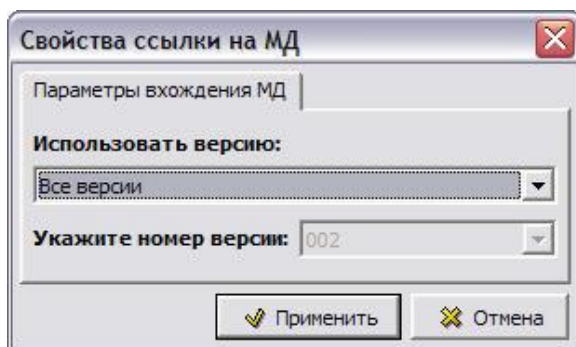 Свойства ссылки на МД
Параметры вхождения МД
Использовать версию:
Все версии
Укажите номер версии: 002
Применить Отмена